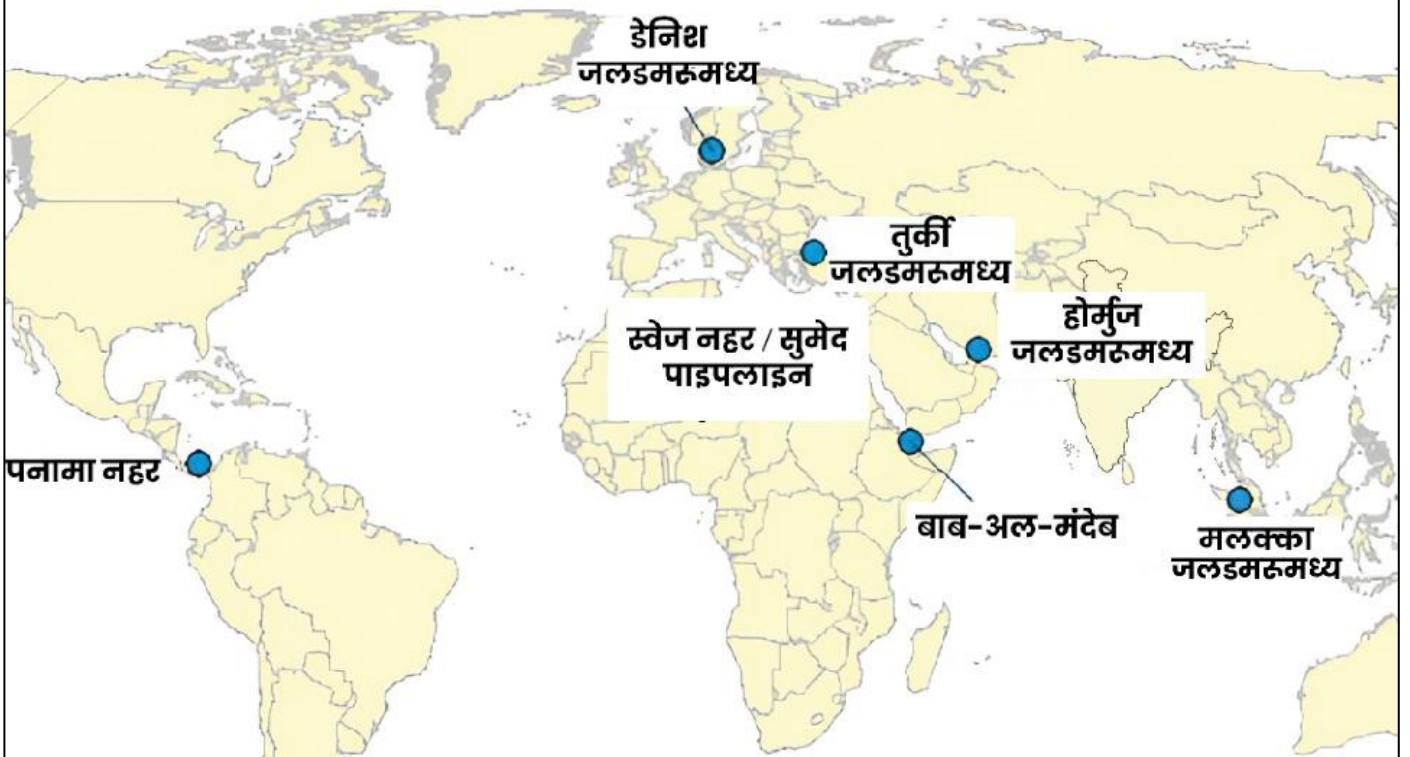 डेनिश
जलडमरूमध्य
तुर्की
जलडमरूमध्य
स्वेज नहर / सुमेद
पाइपलाइन
होर्मुज
जलडमरूमध्य
पनामा नहर
बाब-अल-मंदेब
मलक्का
जलडमरूमध्य